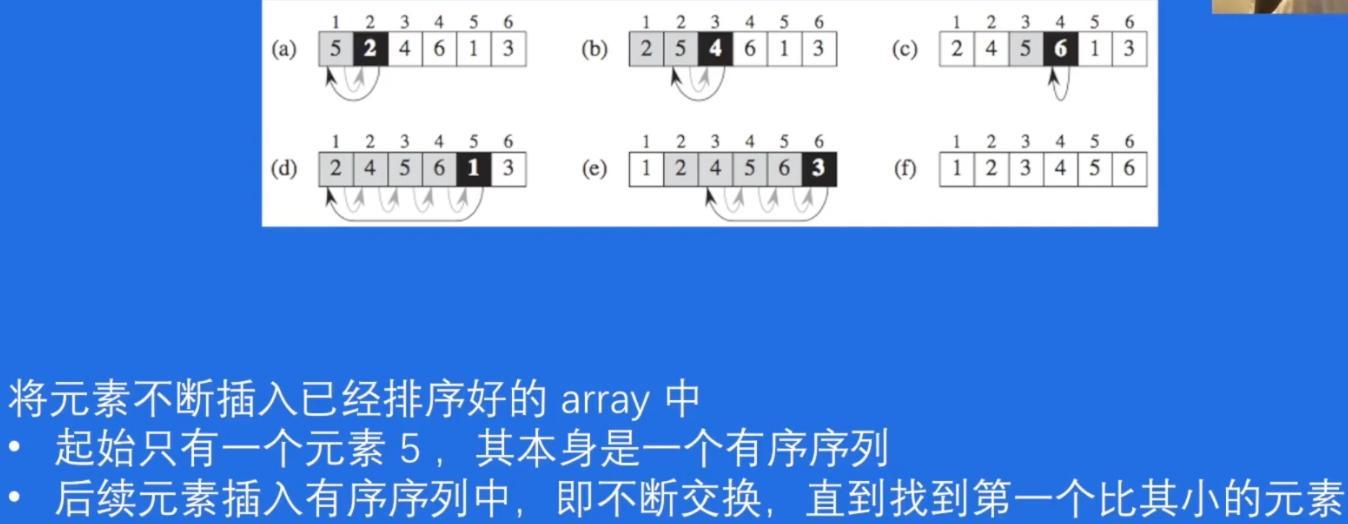 1 2 3 4 5 6 1 2 3 4 5 6 1 2 3 4 5 6
(a) 5 2 4 6 1 3 (b) 2 5 4 6 1 3 (c) 2 4 5 6 1 3
1 2 3 4 5 6 1 2 3 4 5 6 1 2 3 4 5 6
(d) 2 4 5 6 1 3 (e) 1 2 4 5 6 3 (f) 1 2 3 4 5 6
将元素不断插入已经排序好的 array 中
• 起始只有一个元素 5 ，其本身是一个有序序列
• 后续元素插入有序序列中，即不断交换，直到找到第一个比其小的元素